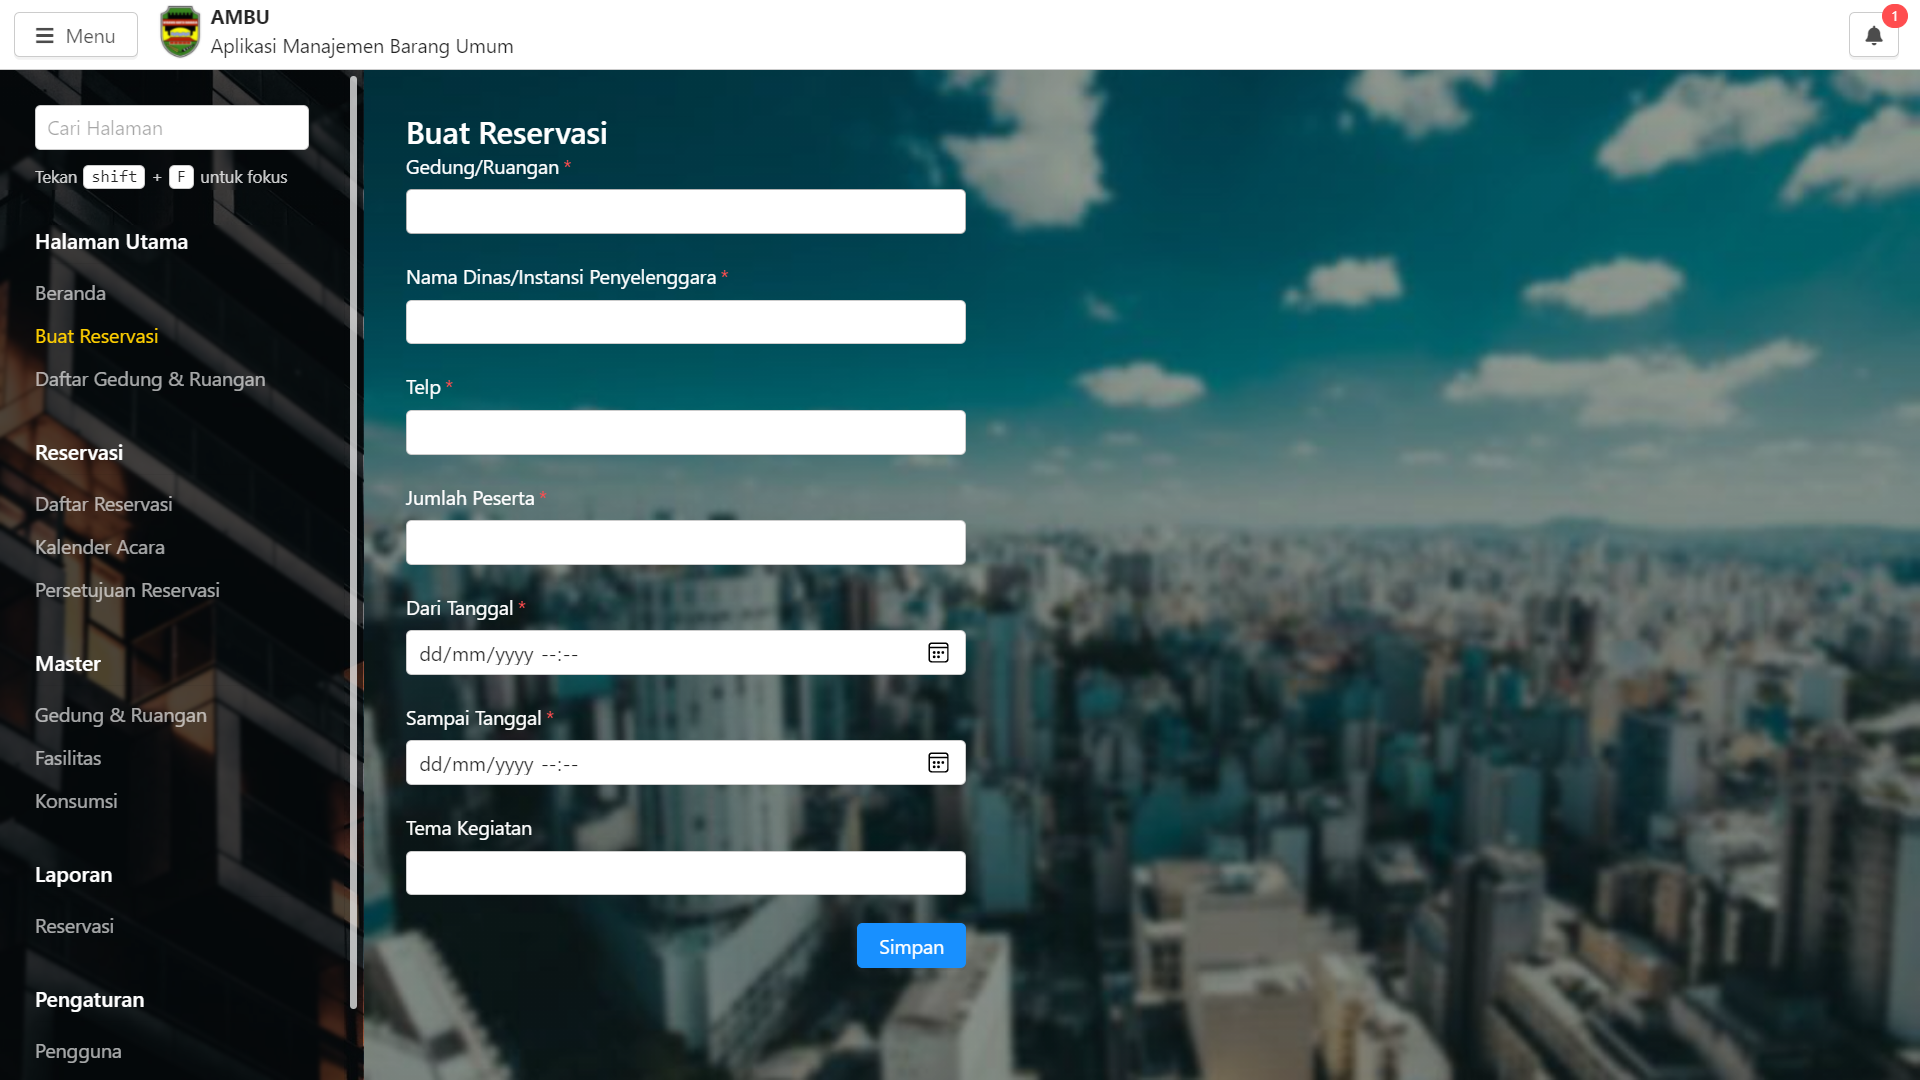 Menu
AMBU
Aplikasi Manajemen Barang Umum
1
Cari Halaman
Tekan shift + F untuk fokus
Halaman Utama
Beranda
Buat Reservasi
Daftar Gedung & Ruangan
Reservasi
Daftar Reservasi
Kalender Acara
Persetujuan Reservasi
Master
Gedung & Ruangan
Fasilitas
Konsumsi
Laporan
Reservasi
Pengaturan
Pengguna
Buat Reservasi
Gedung/Ruangan *
Nama Dinas/Instansi Penyelenggara *
Telp *
Jumlah Peserta *
Dari Tanggal *
dd/mm/yyyy --:--
Sampai Tanggal *
dd/mm/yyyy --:--
Tema Kegiatan
Simpan